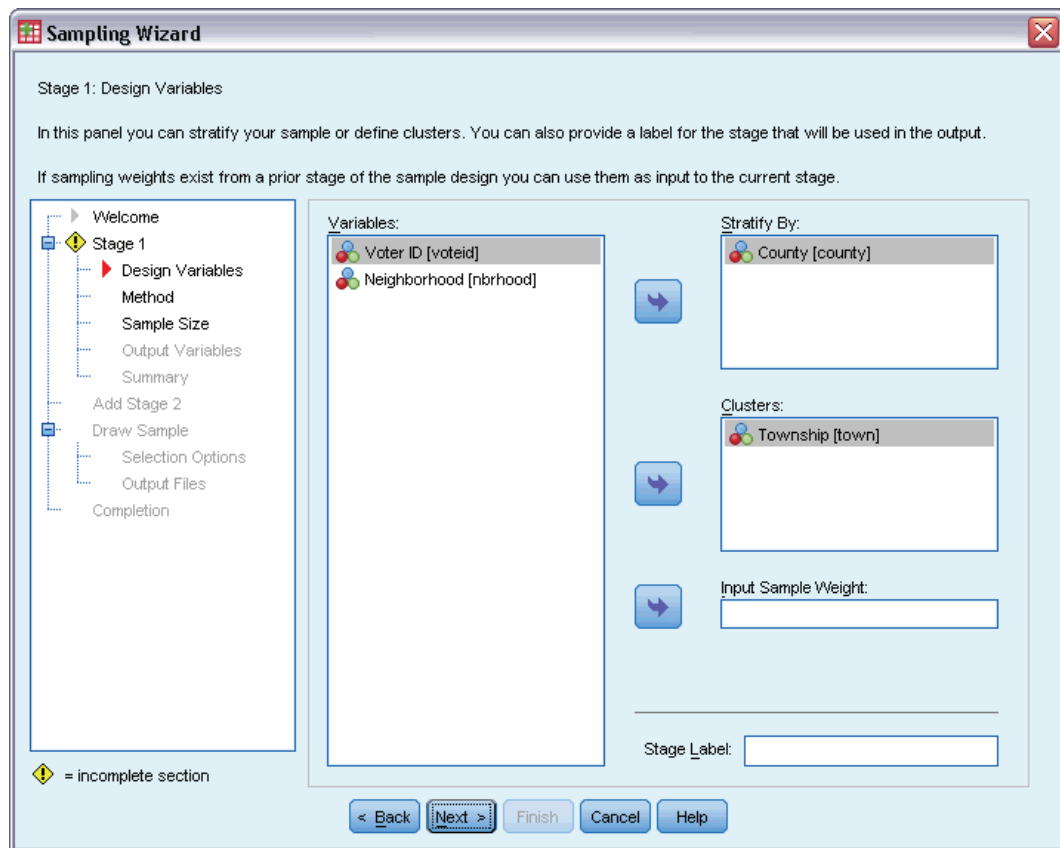 Sampling Wizard
Stage 1: Design Variables
In this panel you can stratify your sample or define clusters. You can also provide a label for the stage that will be used in the output.
If sampling weights exist from a prior stage of the sample design you can use them as input to the current stage.
Welcome
Stage 1
Design Variables
Method
Sample Size
Output Variables
Summary
Add Stage 2
Draw Sample
Selection Options
Output Files
Completion
! = incomplete section
Variables:
Voter ID [voteid]
Neighborhood [nbrhood]
Stratify By:
County [county]
Clusters:
Township [town]
Input Sample Weight:
Stage Label:
< Back Next > Finish Cancel Help